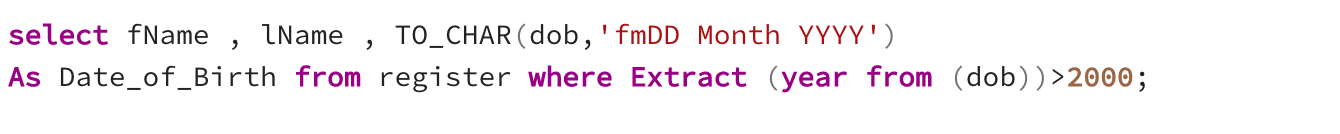 select fName , lName , TO_CHAR(dob,'fmDD Month YYYY')
As Date_of_Birth from register where Extract (year from (dob))>2000;